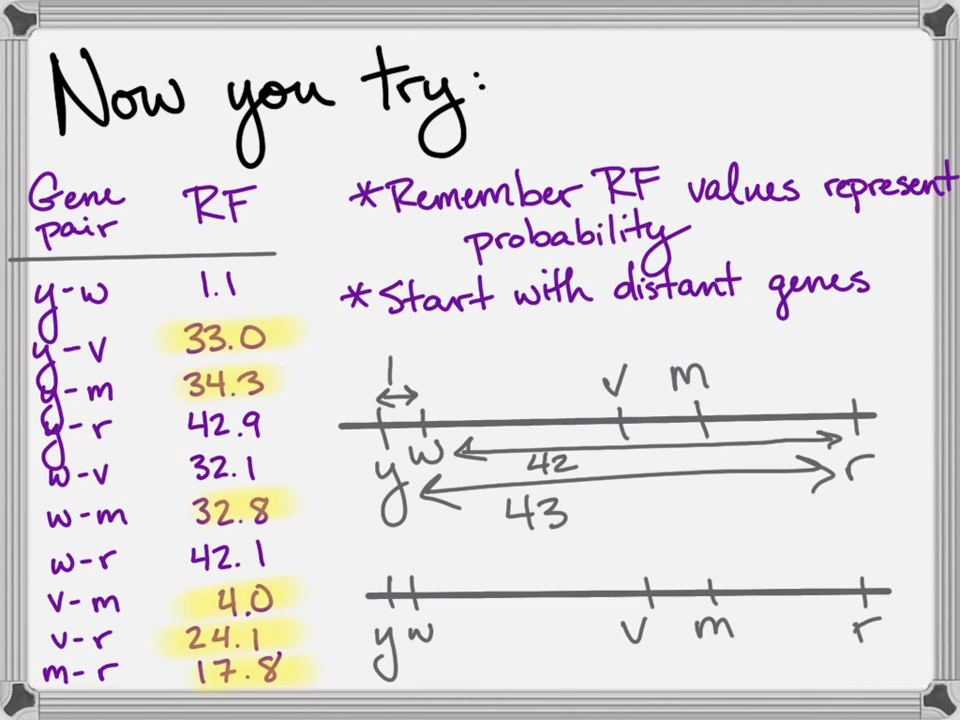 Now you try:
Gene pair RF
y-w 1.1
y-v 33.0
y-m 34.3
y-r 42.9
w-v 32.1
w-m 32.8
w-r 42.1
v-m 4.0
v-r 24.1
m-r 17.8
*Remember RF values represent
probability
*Start with distant genes
1 v m
y w 42 r
43
y w v m r